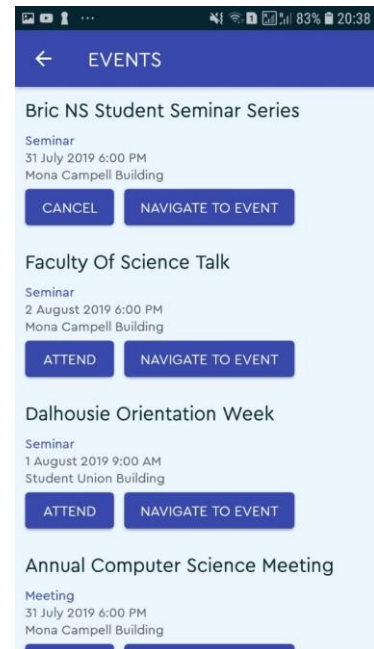 83% 20:38
EVENTS
Bric NS Student Seminar Series
Seminar
31 July 2019 6:00 PM
Mona Campell Building
CANCEL NAVIGATE TO EVENT
Faculty Of Science Talk
Seminar
2 August 2019 6:00 PM
Mona Campell Building
ATTEND NAVIGATE TO EVENT
Dalhousie Orientation Week
Seminar
1 August 2019 9:00 AM
Student Union Building
ATTEND NAVIGATE TO EVENT
Annual Computer Science Meeting
Meeting
31 July 2019 6:00 PM
Mona Campell Building